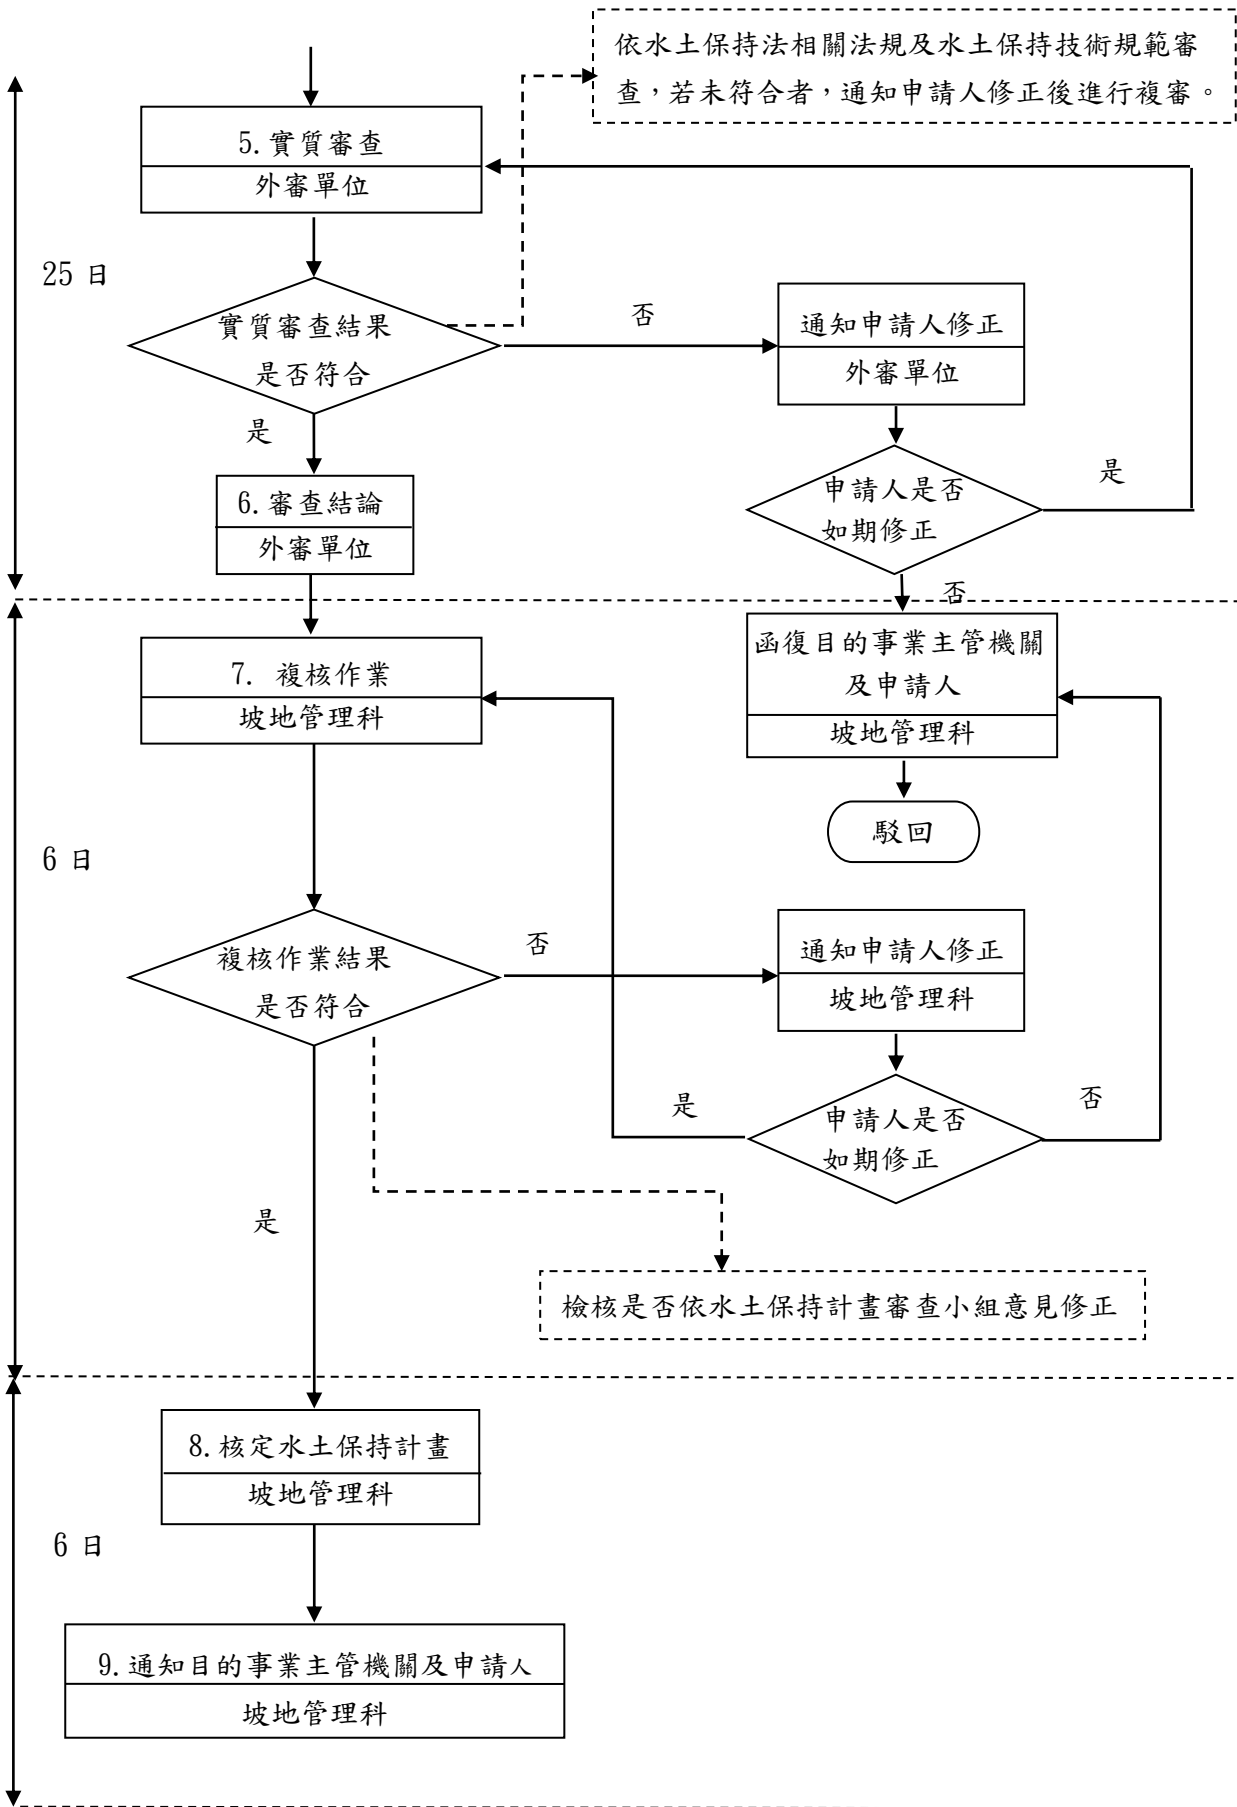 依水土保持法相關法規及水土保持技術規範審
查，若未符合者，通知申請人修正後進行複審。
5.實質審查
外審單位
25 日
實質審查結果
是否符合
否
通知申請人修正
外審單位
是
申請人是否
如期修正
是
6.審查結論
外審單位
否
7. 複核作業
坡地管理科
函復目的事業主管機關
及申請人
坡地管理科
駁回
6 日
複核作業結果
是否符合
否
通知申請人修正
坡地管理科
是
申請人是否
如期修正
否
是
檢核是否依水土保持計畫審查小組意見修正
8.核定水土保持計畫
坡地管理科
6 日
9.通知目的事業主管機關及申請人
坡地管理科